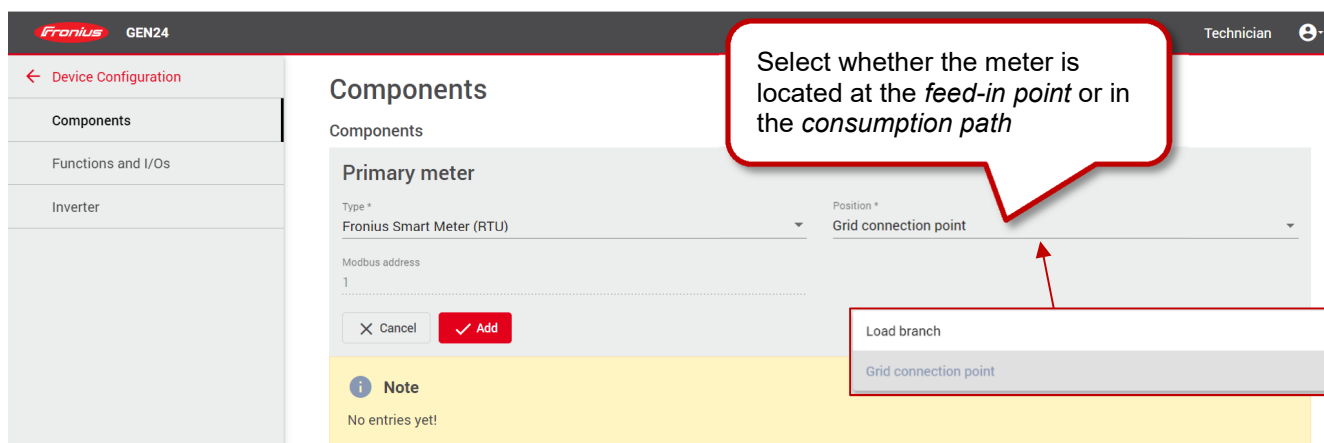 Fronius GEN24
Technician
Select whether the meter is
located at the feed-in point or in
the consumption path
Device Configuration
Components
Functions and I/Os
Inverter
Components
Components
Primary meter
Type *
Fronius Smart Meter (RTU)
Position *
Grid connection point
Modbus address
1
Cancel
Add
Load branch
Grid connection point
Note
No entries yet!